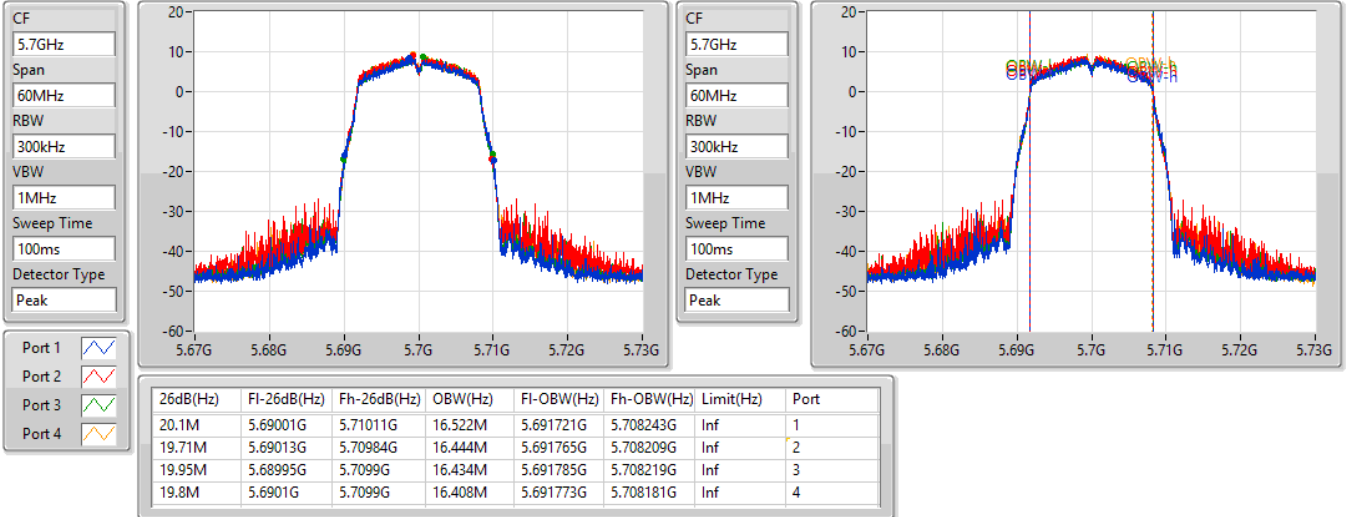 CF
5.7GHz
Span
60MHz
RBW
300kHz
VBW
1MHz
Sweep Time
100ms
Detector Type
Peak
20
10
0
-10
-20
-30
-40
-50
-60
5.67G 5.68G 5.69G 5.7G 5.71G 5.72G 5.73G
CF
5.7GHz
Span
60MHz
RBW
300kHz
VBW
1MHz
Sweep Time
100ms
Detector Type
Peak
20
10
0
-10
-20
-30
-40
-50
-60
5.67G 5.68G 5.69G 5.7G 5.71G 5.72G 5.73G
Port 1
Port 2
Port 3
Port 4
26dB(Hz) Fl-26dB(Hz) Fh-26dB(Hz) OBW(Hz) Fl-OBW(Hz) Fh-OBW(Hz) Limit(Hz) Port
20.1M 5.69001G 5.71011G 16.522M 5.691721G 5.708243G Inf 1
19.71M 5.69013G 5.70984G 16.444M 5.691765G 5.708209G Inf 2
19.95M 5.68995G 5.7099G 16.434M 5.691785G 5.708219G Inf 3
19.8M 5.6901G 5.7099G 16.408M 5.691773G 5.708181G Inf 4